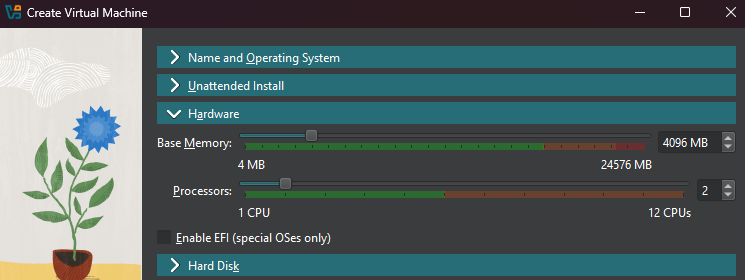 Create Virtual Machine
Name and Operating System
Unattended Install
Hardware
Base Memory: 4096 MB
4 MB 24576 MB
Processors: 2
1 CPU 12 CPUs
Enable EFI (special OSes only)
Hard Disk